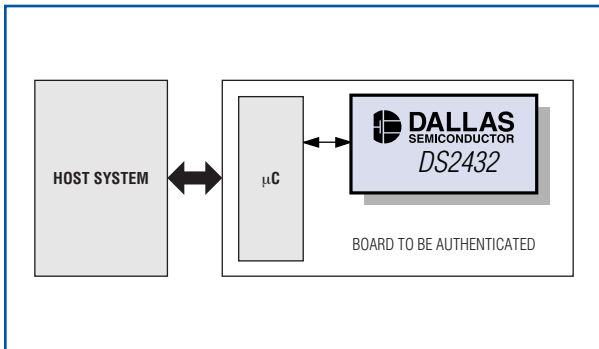 HOST SYSTEM
μC
DALLAS
SEMICONDUCTOR
DS2432
BOARD TO BE AUTHENTICATED